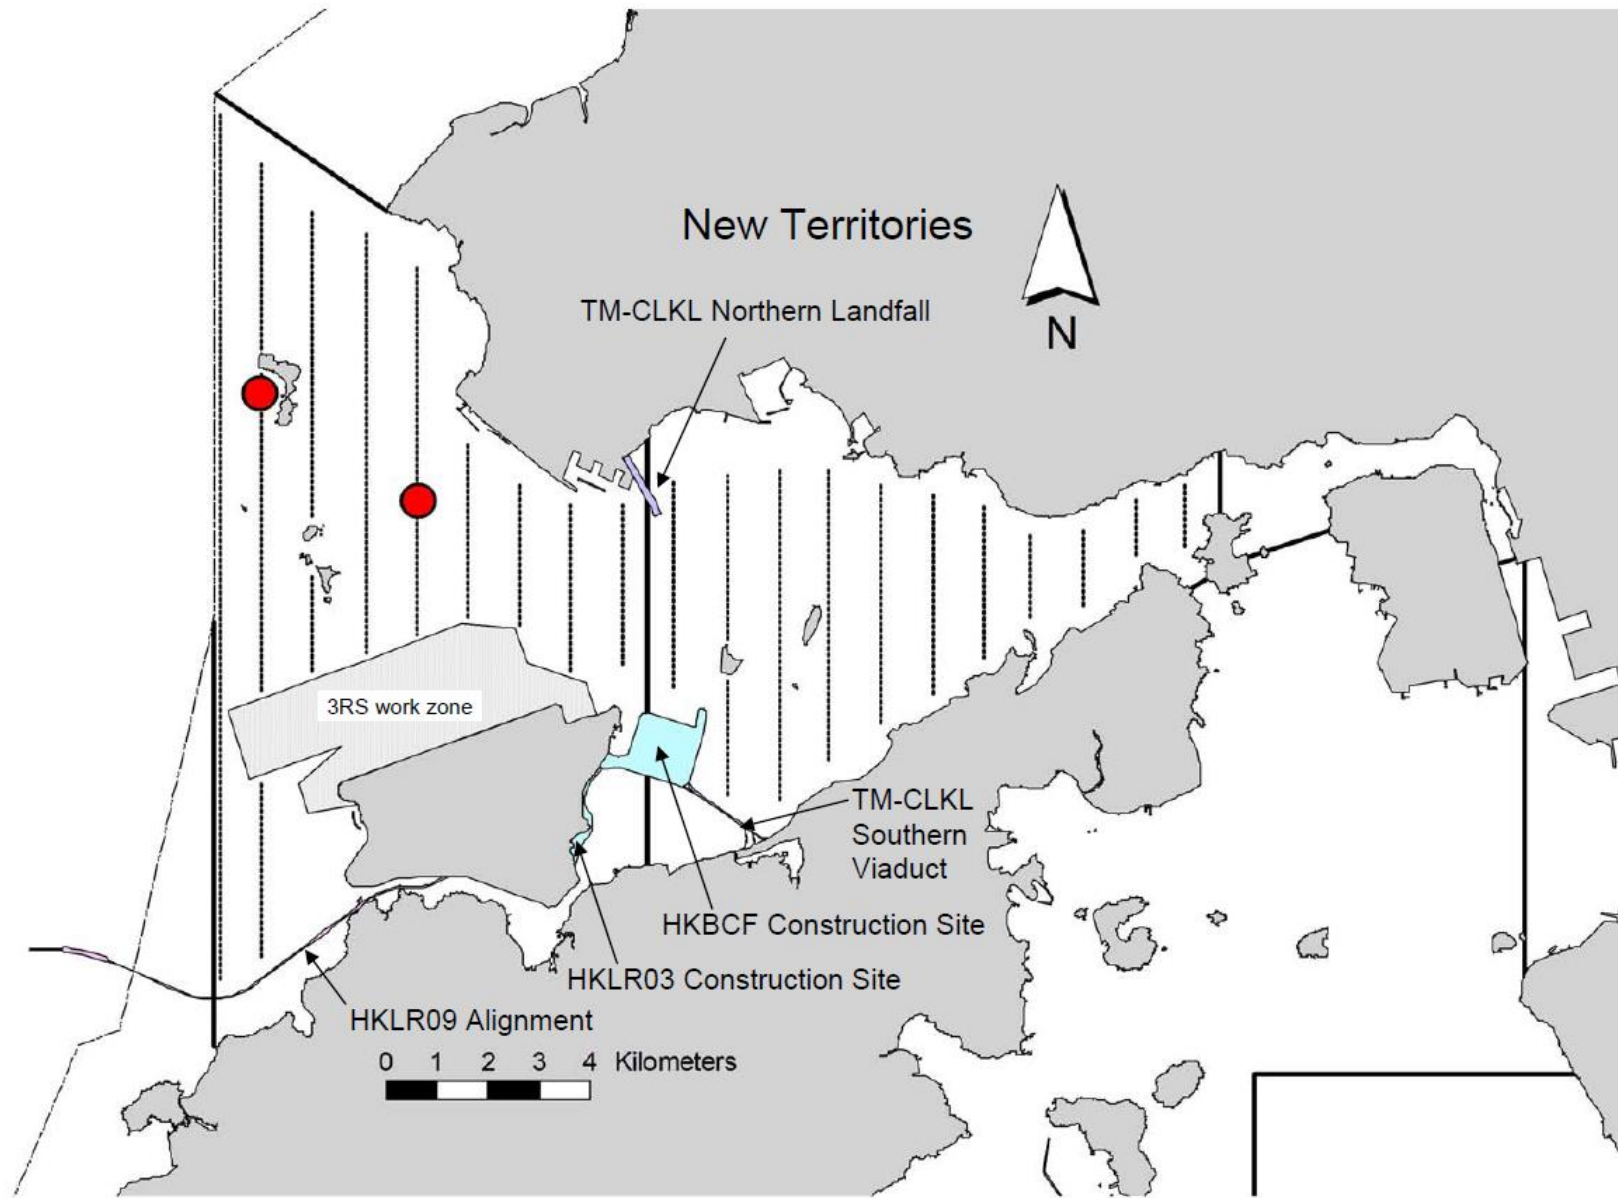 New Territories
TM-CLKL Northern Landfall
N
3RS work zone
TM-CLKL
Southern
Viaduct
HKBCF Construction Site
HKLR03 Construction Site
HKLR09 Alignment
0 1 2 3 4 Kilometers